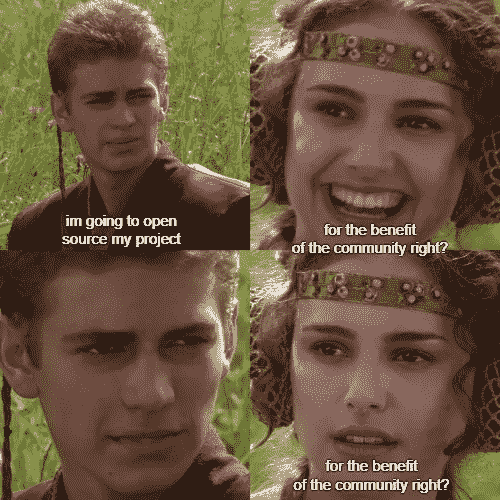 im going to open
source my project
for the benefit
of the community right?
for the benefit
of the community right?